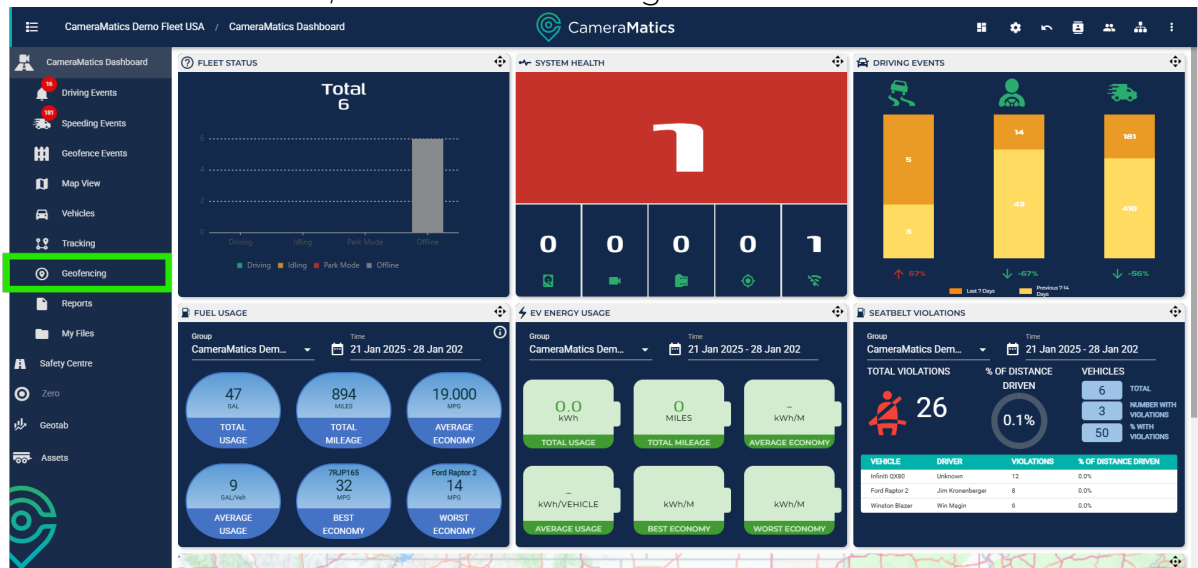 CameraMatics Demo Fleet USA / CameraMatics Dashboard
CameraMatics
CameraMatics Dashboard
16
Driving Events
181
Speeding Events
Geofence Events
Map View
Vehicles
Tracking
Geofencing
Reports
My Files
Safety Centre
Zero
Geotab
Assets
FLEET STATUS
Total
6
6
4
2
0
Driving Idling Park Mode Offline
Driving Idling Park Mode Offline
SYSTEM HEALTH
1
0 0 0 0 1
DRIVING EVENTS
5 14 181
3 43 410
67% -67% -56%
Last 7 Days Previous 7-14 Days
FUEL USAGE
Group Time
CameraMatics Dem... 21 Jan 2025 - 28 Jan 202
47 894 19.000
GAL MILES MPG
TOTAL USAGE TOTAL MILEAGE AVERAGE ECONOMY
7RJP165 Ford Raptor 2
9 32 14
GAL/Veh MPG MPG
AVERAGE USAGE BEST ECONOMY WORST ECONOMY
EV ENERGY USAGE
Group Time
CameraMatics Dem... 21 Jan 2025 - 28 Jan 202
0.0 0 –
kWh MILES kWh/M
TOTAL USAGE TOTAL MILEAGE AVERAGE ECONOMY
–
kWh/VEHICLE kWh/M kWh/M
AVERAGE USAGE BEST ECONOMY WORST ECONOMY
SEATBELT VIOLATIONS
Group Time
CameraMatics Dem... 21 Jan 2025 - 28 Jan 202
TOTAL VIOLATIONS % OF DISTANCE DRIVEN VEHICLES
26 0.1%
6 TOTAL
3 NUMBER WITH VIOLATIONS
50 % WITH VIOLATIONS
VEHICLE DRIVER VIOLATIONS % OF DISTANCE DRIVEN
Infiniti QX80 Unknown 12 0.0%
Ford Raptor 2 Jim Kronenberger 8 0.0%
Winston Blazer Win Magin 6 0.0%